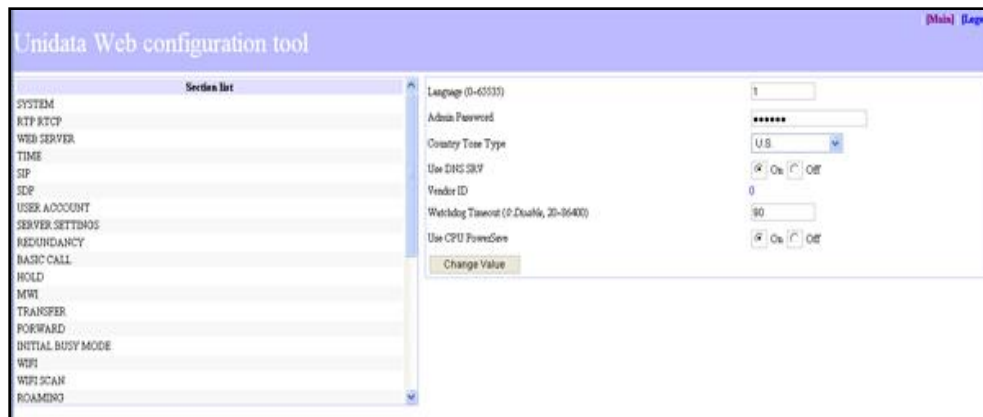 [Main] [Lege
Unidata Web configuration tool
Section list
SYSTEM
RTP RTCP
WEB SERVER
TIME
SIP
SDP
USER ACCOUNT
SERVER SETTINGS
REDUNDANCY
BASIC CALL
HOLD
MWI
TRANSFER
FORWARD
INITIAL BUSY MODE
WIFI
WIFI SCAN
ROAMING
Language (0~65535) 1
Admin Password ●●●●●●
Country Tone Type U.S.
Use DNS SRV On Off
Vendor ID 0
Watchdog Timeout (0:Disable, 20~86400) 90
Use CPU PowerSave On Off
Change Value